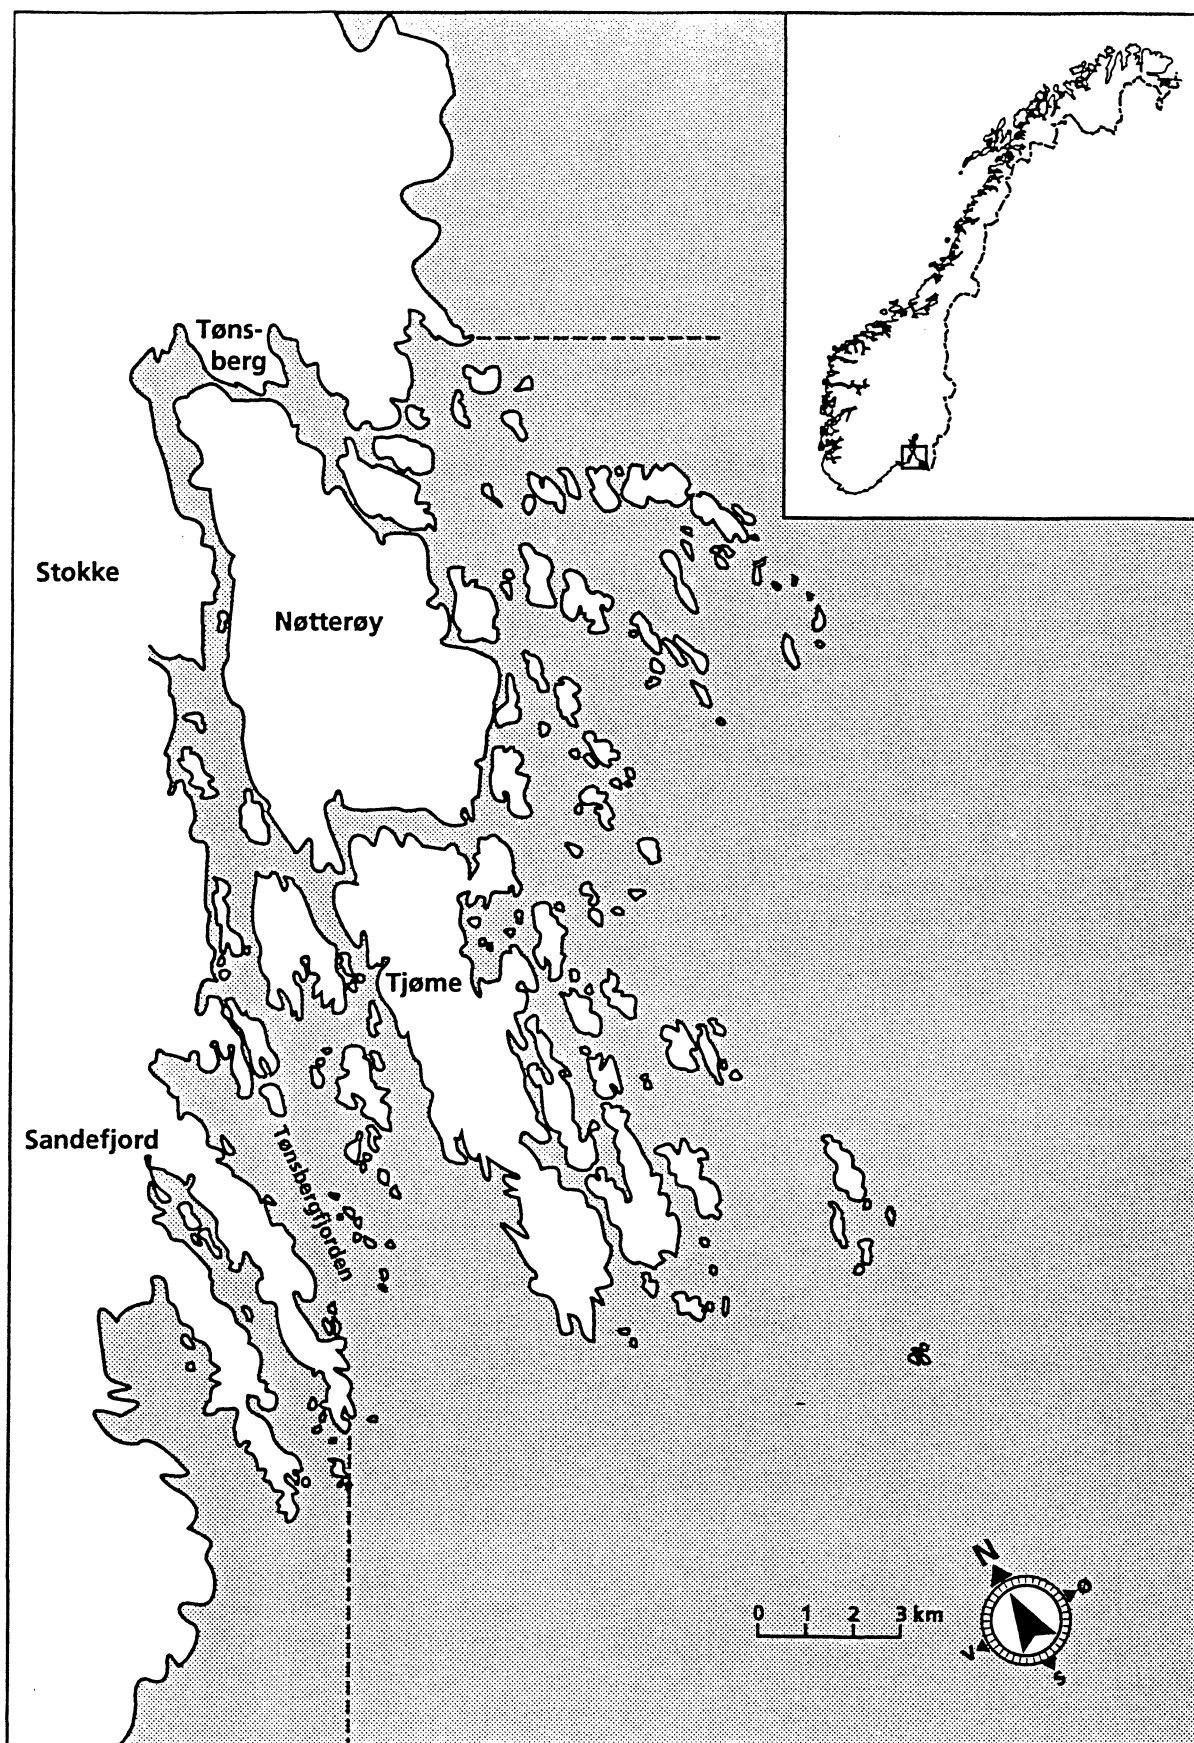 Tøns-
berg
Stokke
Nøtterøy
Tjøme
Sandefjord
Tønsbergfjorden
N
Ø
V
S
0 1 2 3 km